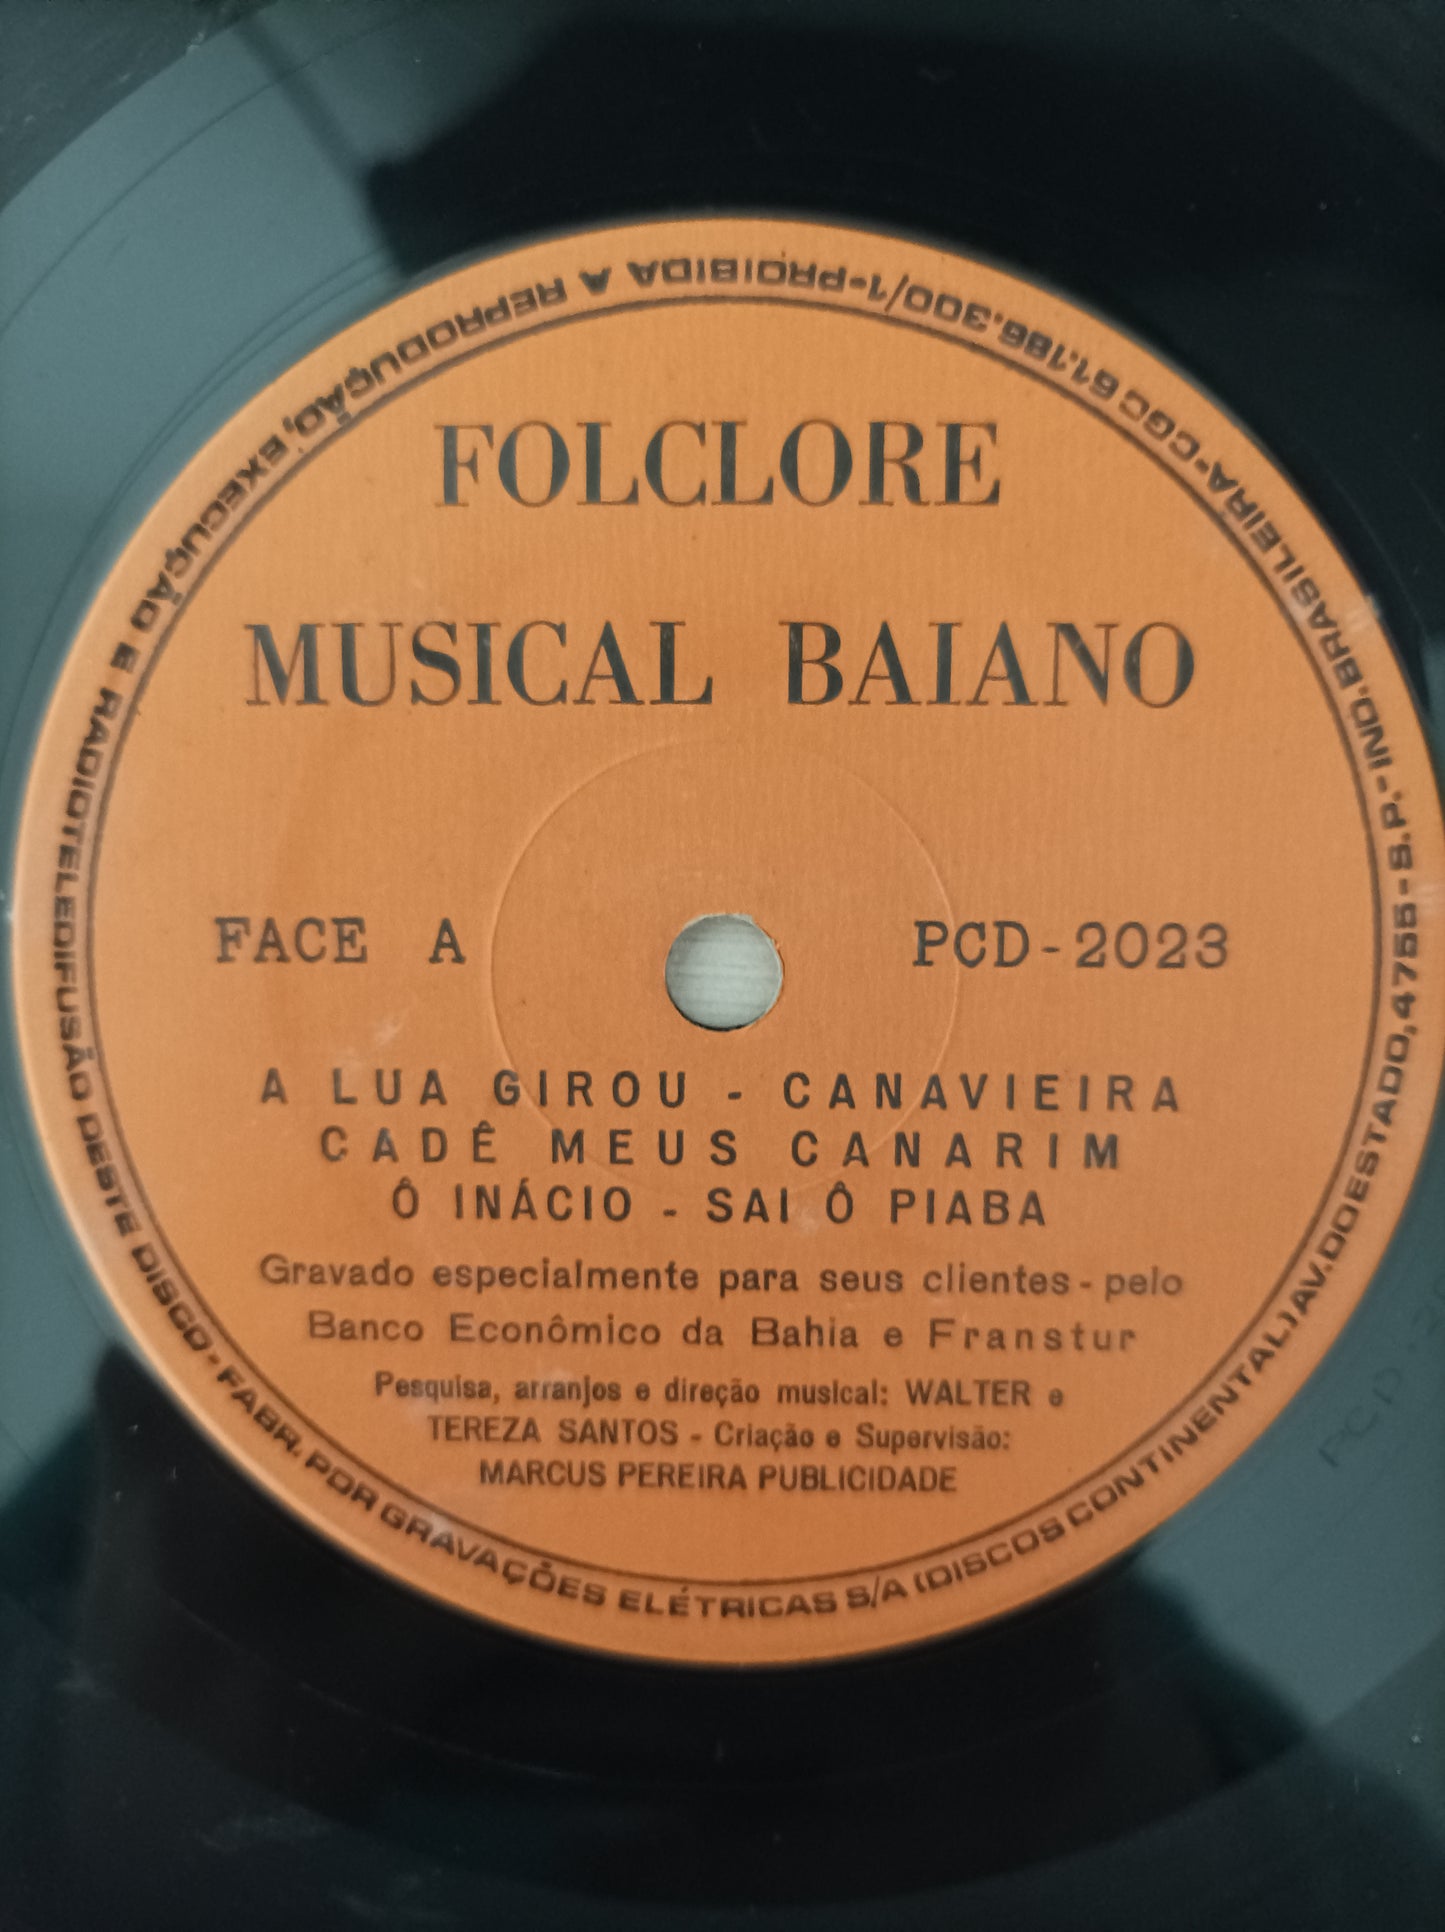 FOLCLORE
MUSICAL BAIANO
FACE A
PCD-2023
A LUA GIROU - CANAVIEIRA
CADÊ MEUS CANARIM
Ô INÁCIO - SAI Ô PIABA
Gravado especialmente para seus clientes - pelo
Banco Econômico da Bahia e Franstur
Pesquisa, arranjos e direção musical: WALTER e
TEREZA SANTOS - Criação e Supervisão:
MARCUS PEREIRA PUBLICIDADE
PROIBIDA A REPRODUÇÃO, EXECUÇÃO E RADIOTELEDIFUSÃO DESTE DISCO - FABR. POR GRAVAÇÕES ELÉTRICAS S/A (DISCOS CONTINENTAL) AV. DO ESTADO, 4755 - S.P. - IND. BRASILEIRA - CGC 61.186.300/1-